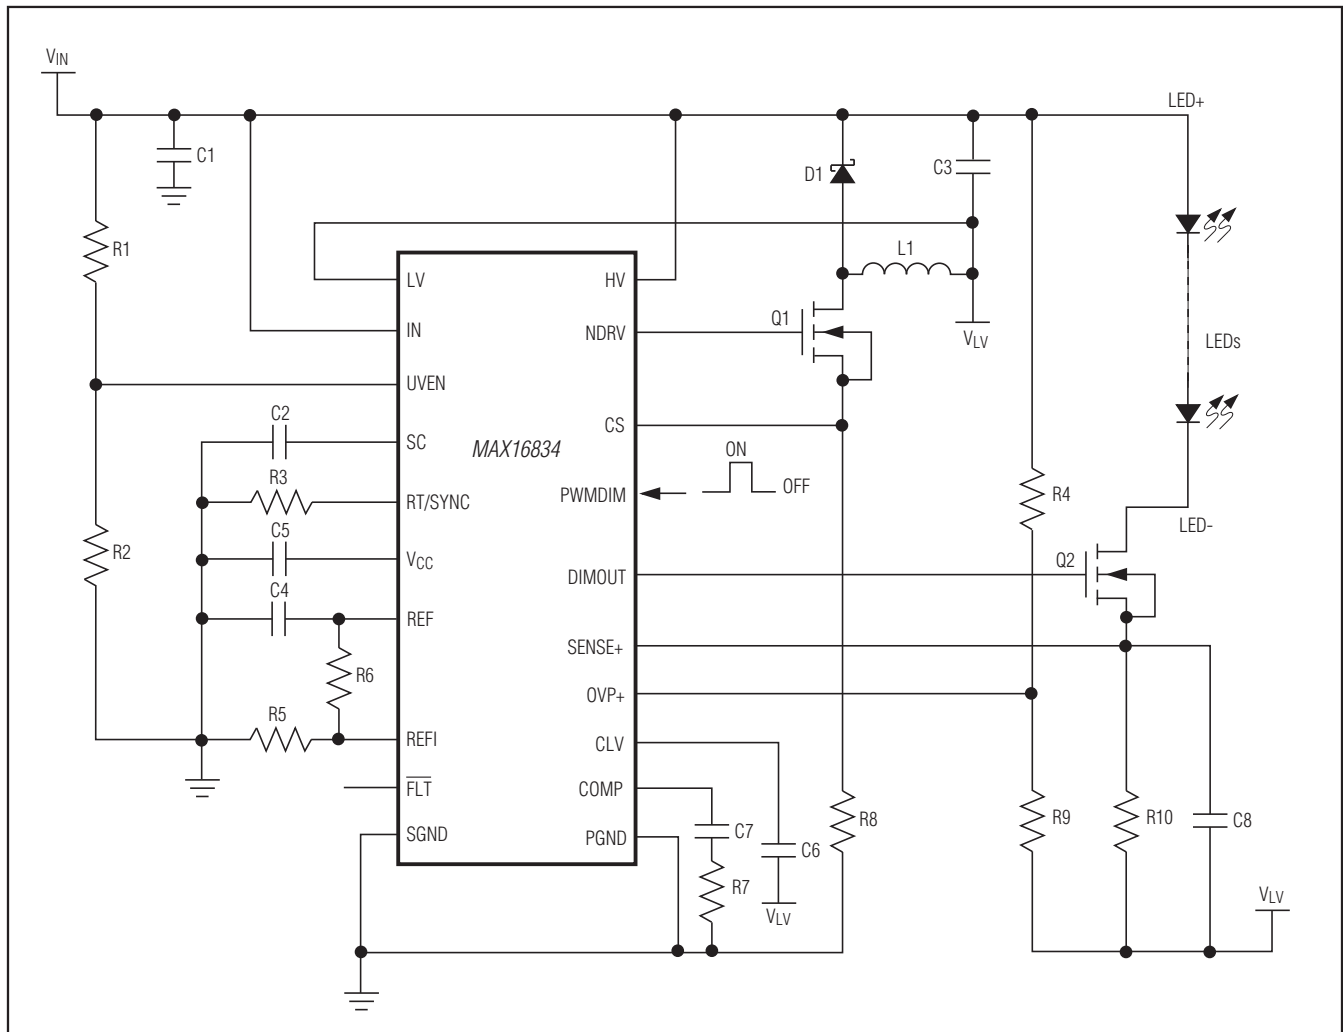 VIN
LED+
C1
D1
C3
R1
L1
LV
HV
Q1
IN
NDRV
VLV
LEDs
UVEN
C2
CS
SC
MAX16834
ON
R3
PWMDIM
OFF
RT/SYNC
R4
C5
LED-
R2
VCC
Q2
C4
DIMOUT
REF
SENSE+
R6
OVP+
R5
REFI
CLV
FLT
COMP
SGND
PGND
C7
C6
R8
R9
R10
C8
R7
VLV
VLV